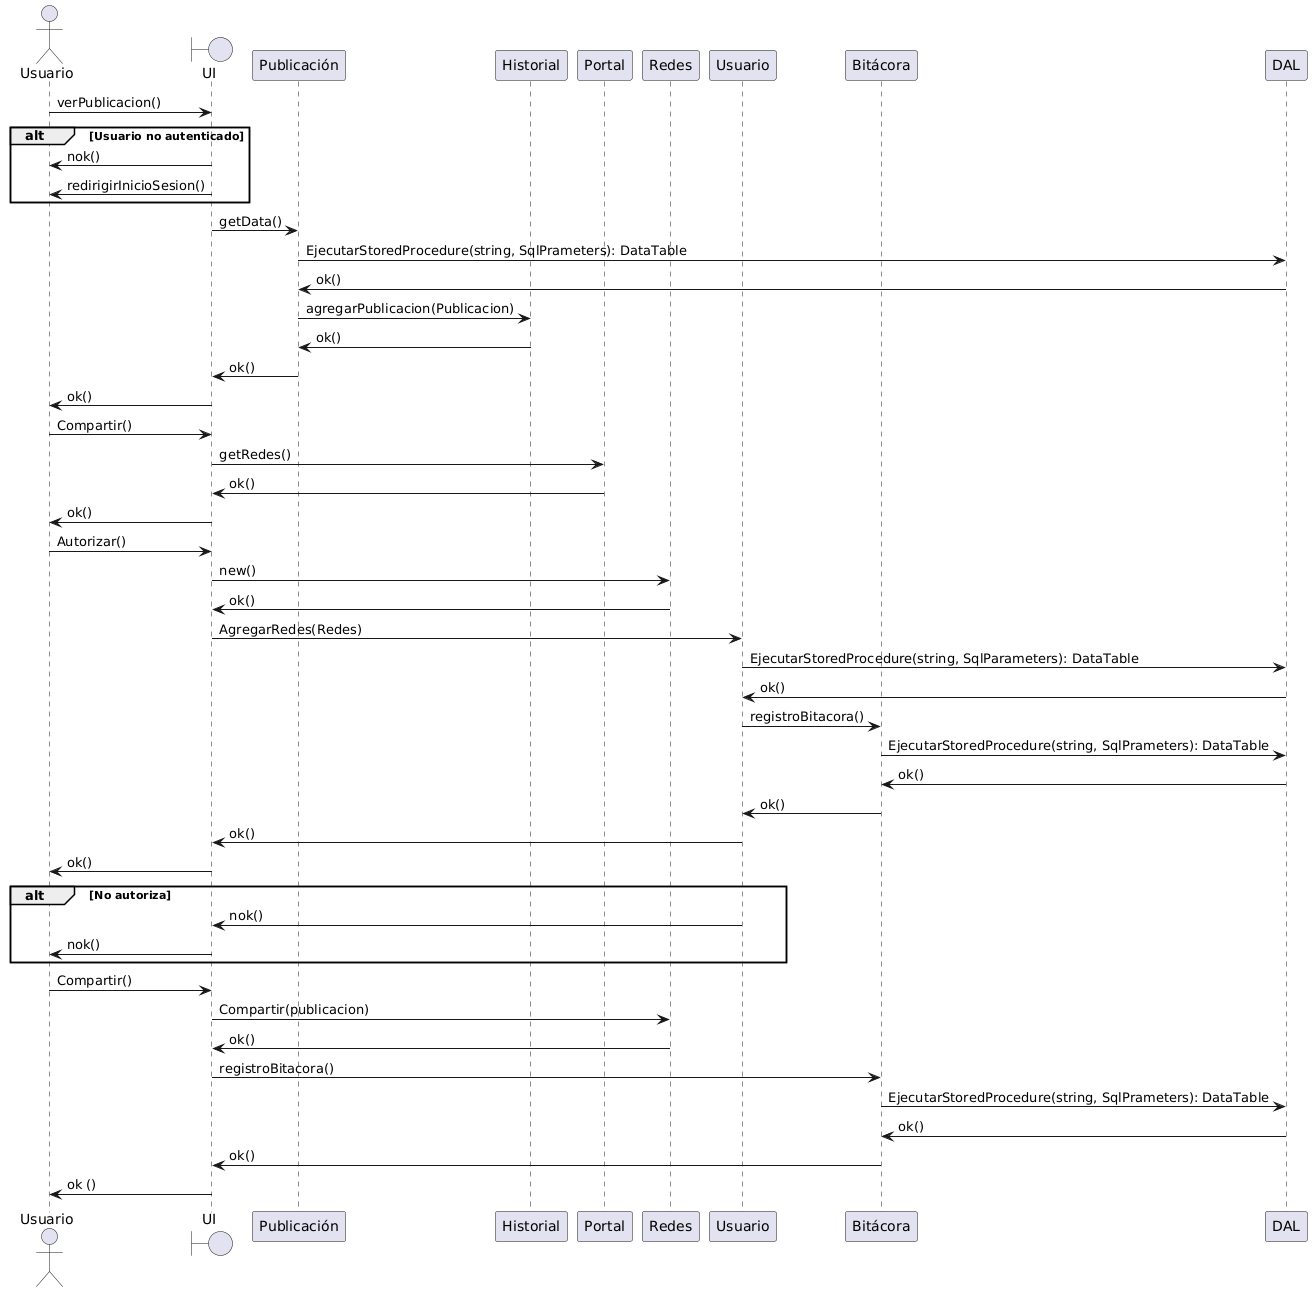 Usuario
UI
Publicación
Historial
Portal
Redes
Usuario
Bitácora
DAL
verPublicacion()
alt [Usuario no autenticado]
nok()
redirigirInicioSesion()
getData()
EjecutarStoredProcedure(string, SqlPrameters): DataTable
ok()
agregarPublicacion(Publicacion)
ok()
ok()
ok()
Compartir()
getRedes()
ok()
ok()
Autorizar()
new()
ok()
AgregarRedes(Redes)
EjecutarStoredProcedure(string, SqlParameters): DataTable
ok()
registroBitacora()
EjecutarStoredProcedure(string, SqlPrameters): DataTable
ok()
ok()
ok()
ok()
alt [No autoriza]
nok()
nok()
Compartir()
Compartir(publicacion)
ok()
registroBitacora()
EjecutarStoredProcedure(string, SqlPrameters): DataTable
ok()
ok()
ok ()
Usuario
UI
Publicación
Historial
Portal
Redes
Usuario
Bitácora
DAL